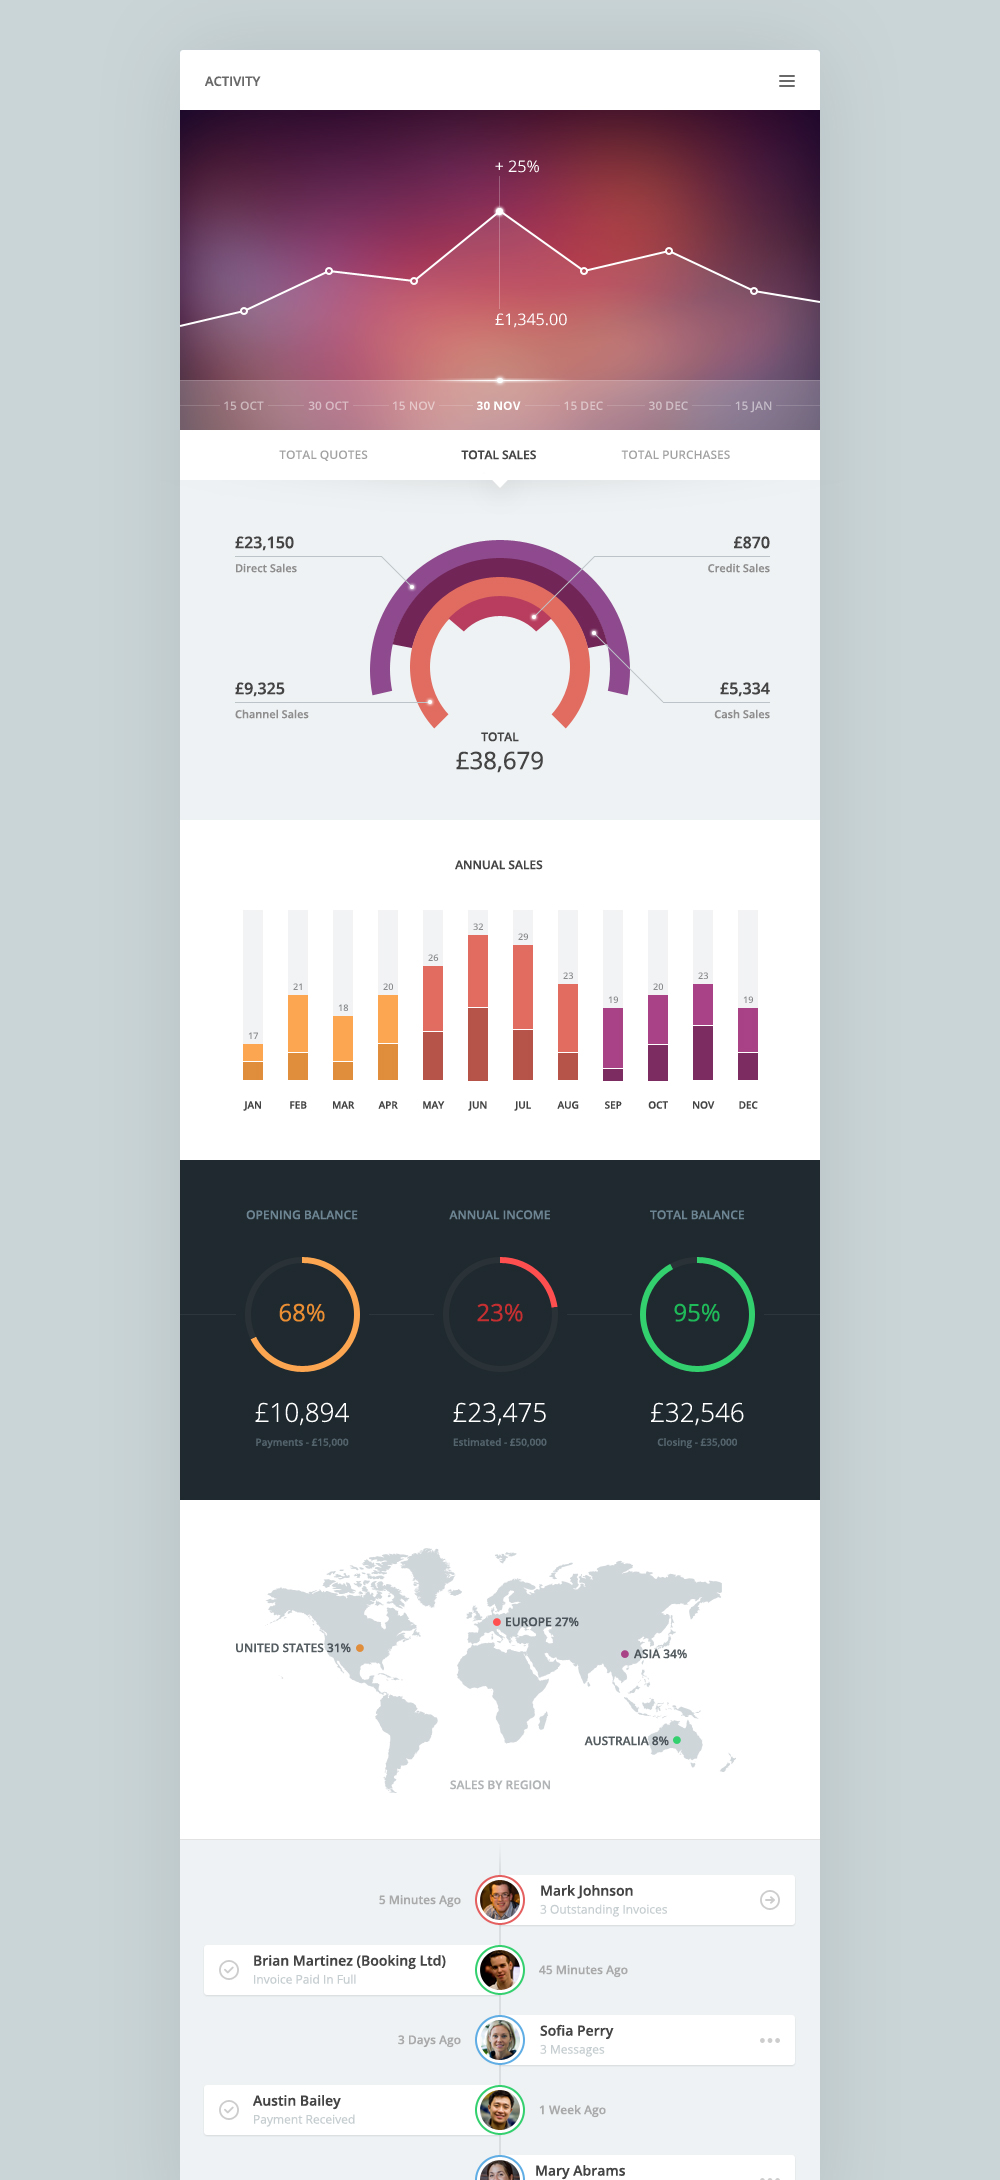 ACTIVITY
+ 25%
£1,345.00
15 OCT 30 OCT 15 NOV 30 NOV 15 DEC 30 DEC 15 JAN
TOTAL QUOTES TOTAL SALES TOTAL PURCHASES
£23,150
Direct Sales
£870
Credit Sales
£9,325
Channel Sales
£5,334
Cash Sales
TOTAL
£38,679
ANNUAL SALES
17 21 18 20 26 32 29 23 19 20 23 19
JAN FEB MAR APR MAY JUN JUL AUG SEP OCT NOV DEC
OPENING BALANCE ANNUAL INCOME TOTAL BALANCE
68% 23% 95%
£10,894 £23,475 £32,546
Payments - £15,000 Estimated - £50,000 Closing - £35,000
EUROPE 27%
UNITED STATES 31%
ASIA 34%
AUSTRALIA 8%
SALES BY REGION
5 Minutes Ago
Mark Johnson
3 Outstanding Invoices
Brian Martinez (Booking Ltd)
Invoice Paid In Full
45 Minutes Ago
3 Days Ago
Sofia Perry
3 Messages
Austin Bailey
Payment Received
1 Week Ago
Mary Abrams